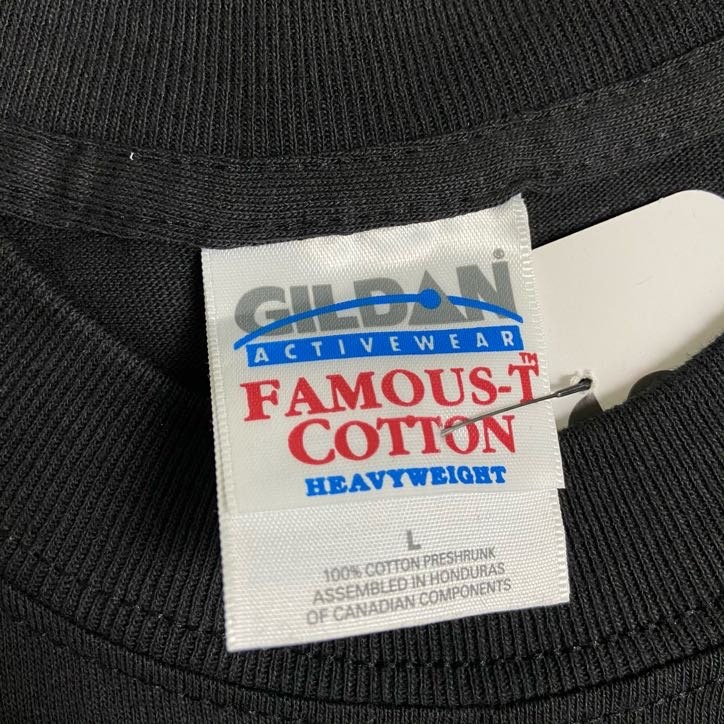 GILDAN®
ACTIVEWEAR
FAMOUS-T™
COTTON
HEAVYWEIGHT
L
100% COTTON PRESHRUNK
ASSEMBLED IN HONDURAS
OF CANADIAN COMPONENTS